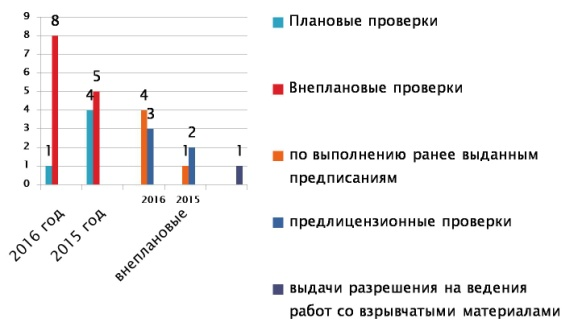 9
8
7
6
5
4
3
2
1
0
1
8
4
5
4
3
1
2
1
2016 2015
2016 год
2015 год
внеплановые
Плановые проверки
Внеплановые проверки
по выполнению ранее выданным
предписаниям
предлицензионные проверки
выдачи разрешения на ведения
работ со взрывчатыми материалами